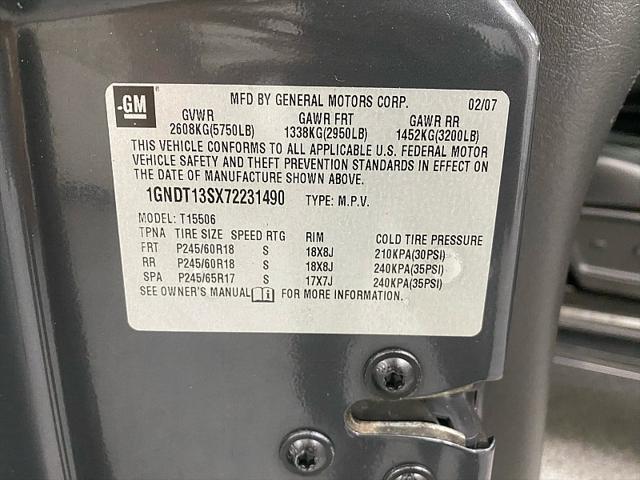 GM
MFD BY GENERAL MOTORS CORP. 02/07
GVWR GAWR FRT GAWR RR
2608KG(5750LB) 1338KG(2950LB) 1452KG(3200LB)
THIS VEHICLE CONFORMS TO ALL APPLICABLE U.S. FEDERAL MOTOR
VEHICLE SAFETY AND THEFT PREVENTION STANDARDS IN EFFECT ON
THE DATE OF MANUFACTURE SHOWN ABOVE.
1GNDT13SX72231490 TYPE: M.P.V.
MODEL: T15506
TPNA TIRE SIZE SPEED RTG RIM COLD TIRE PRESSURE
FRT P245/60R18 S 18X8J 210KPA(30PSI)
RR P245/60R18 S 18X8J 240KPA(35PSI)
SPA P245/65R17 S 17X7J 240KPA(35PSI)
SEE OWNER'S MANUAL FOR MORE INFORMATION.